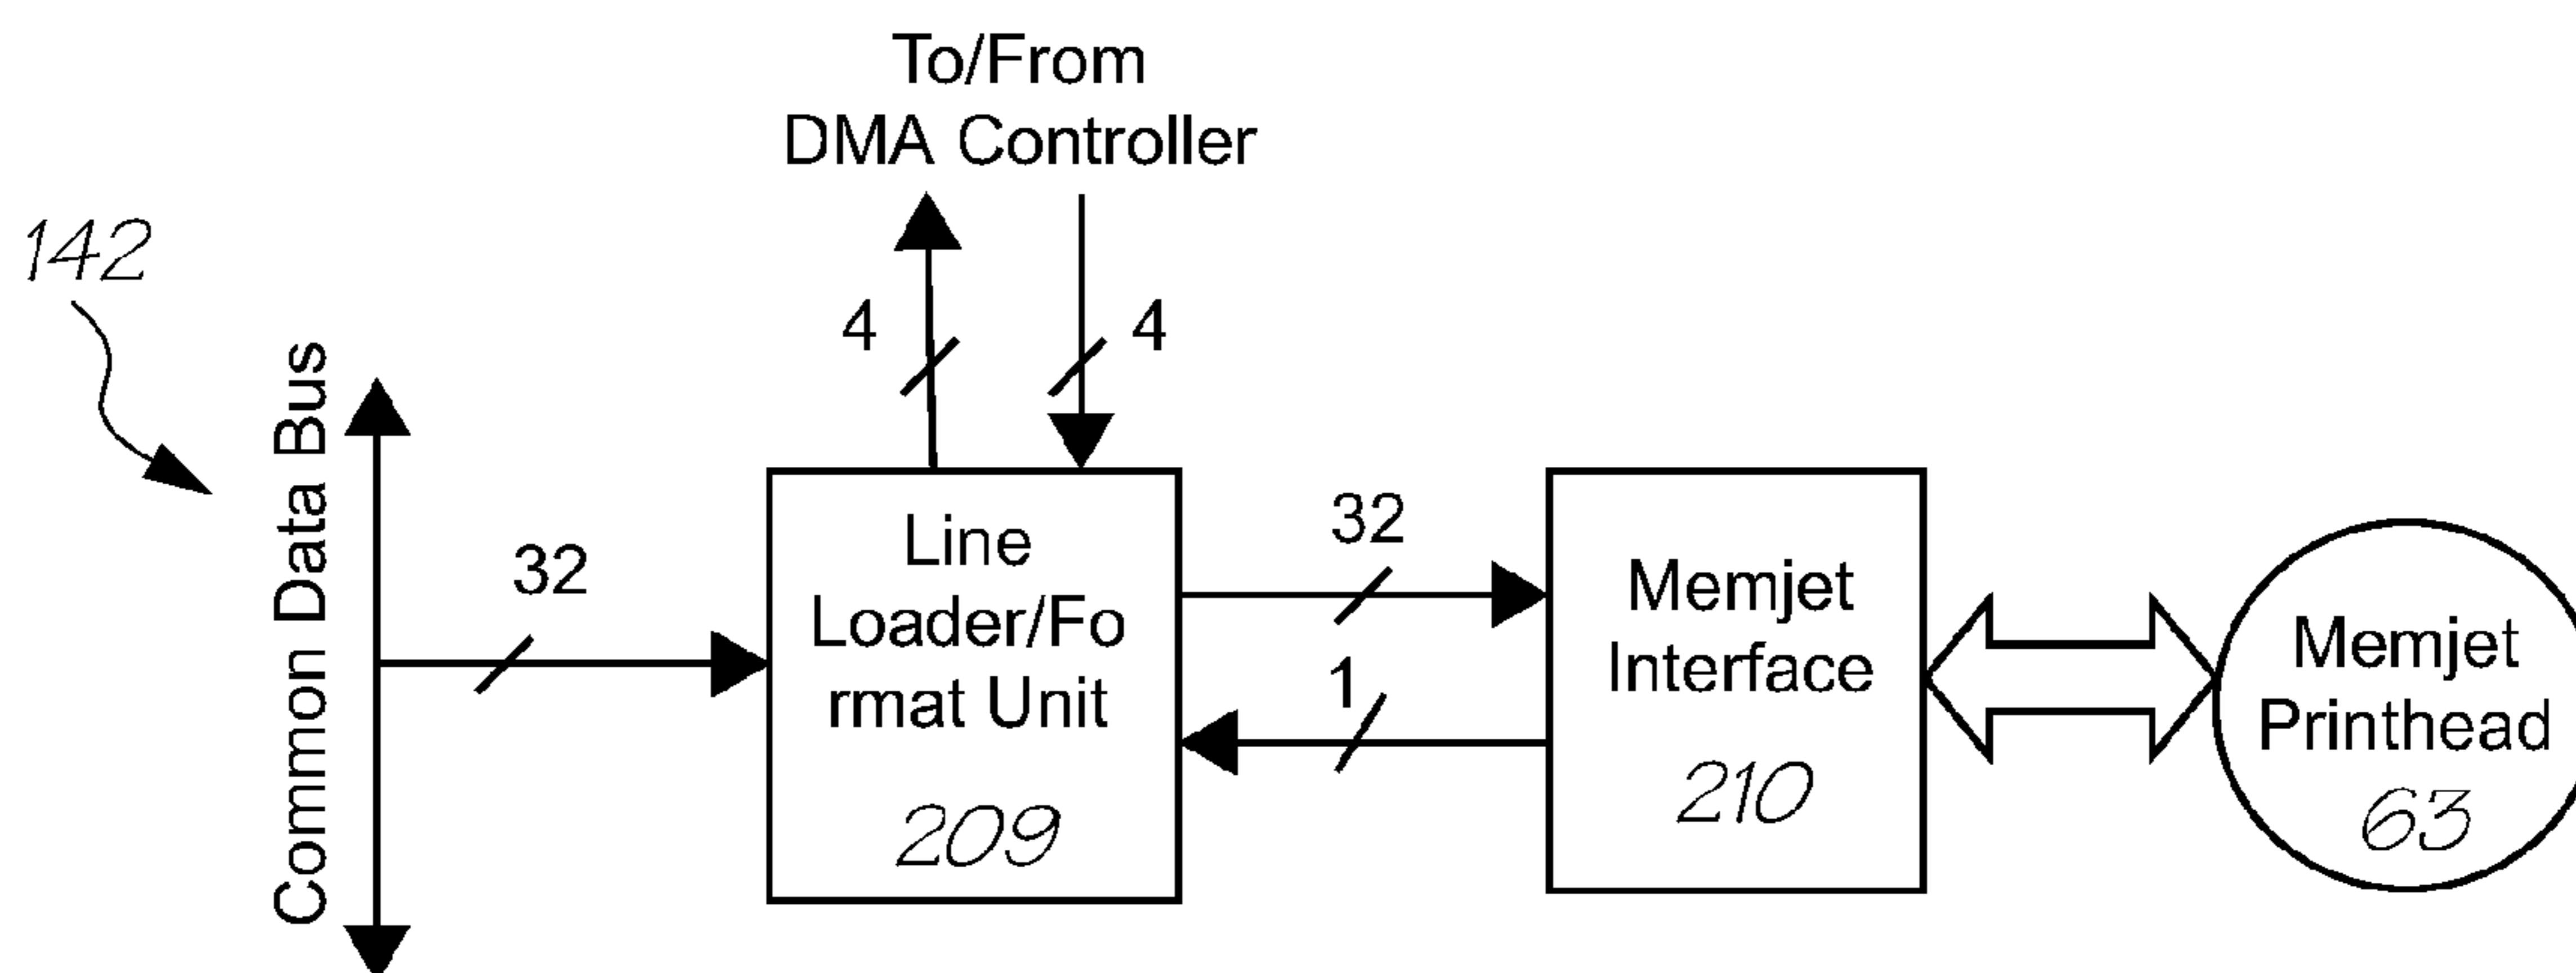 To/From
DMA Controller
142
4
4
Common Data Bus
32
Line
Loader/Fo
rmat Unit
209
32
1
Memjet
Interface
210
Memjet
Printhead
63